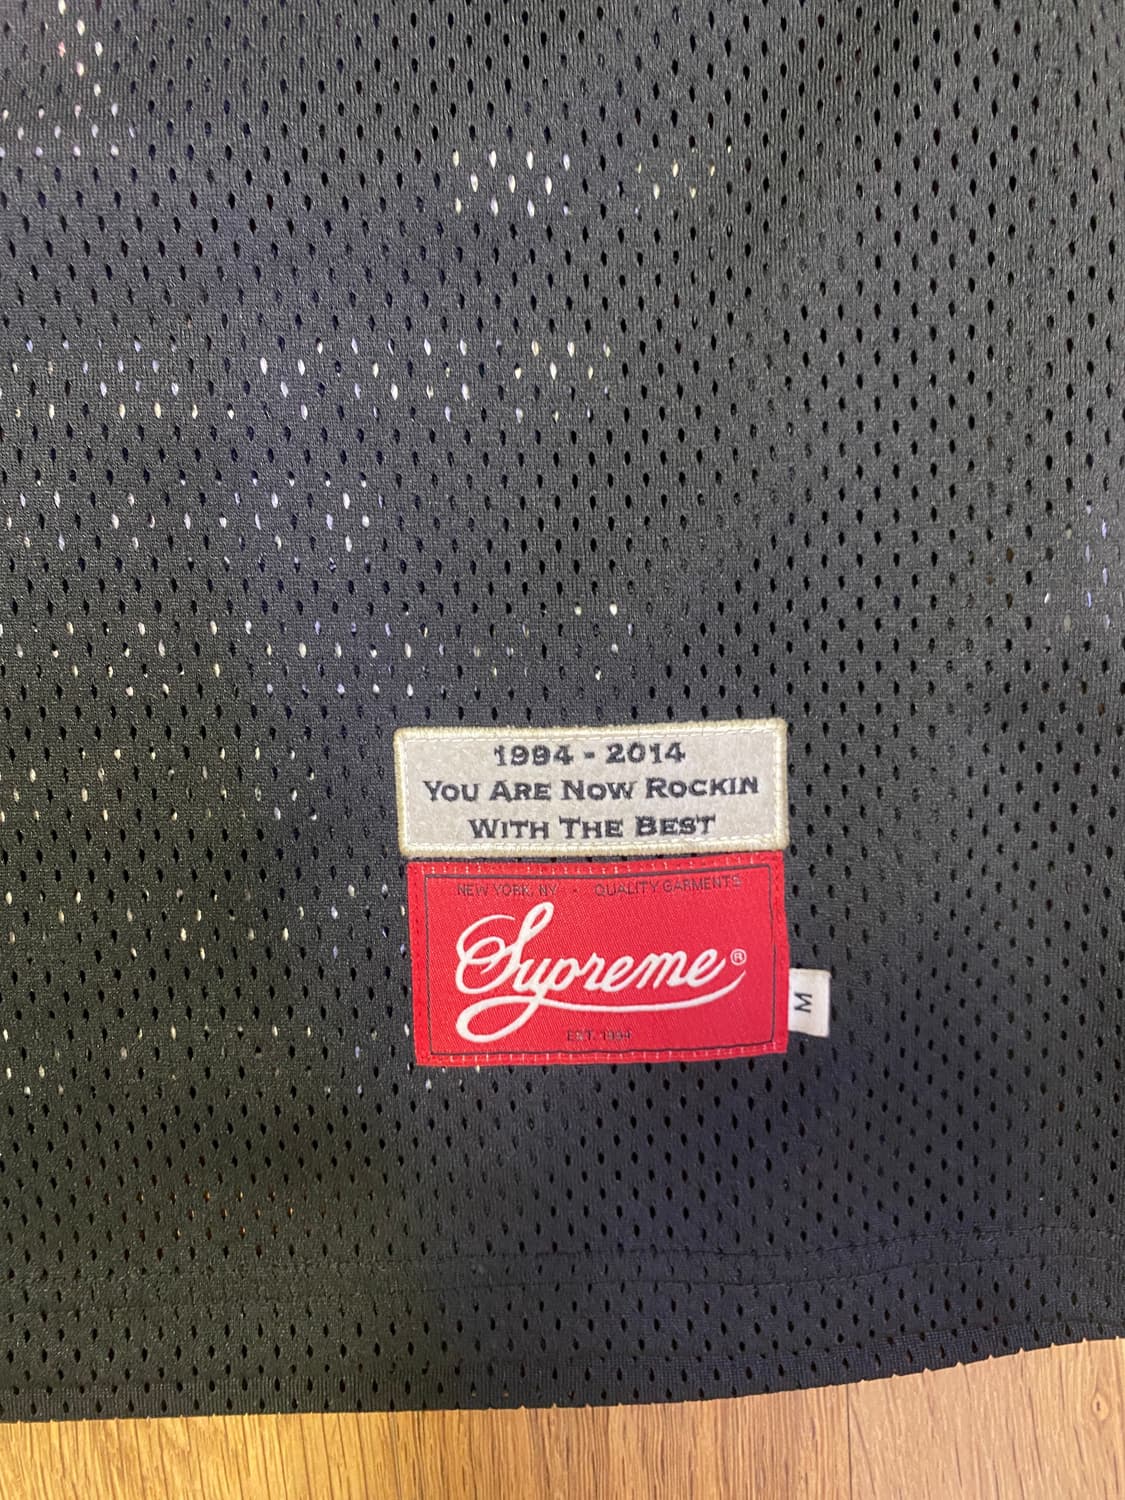 1994 - 2014
You Are Now Rockin
With The Best
NEW YORK, NY • QUALITY GARMENTS
Supreme®
EST. 1994
M